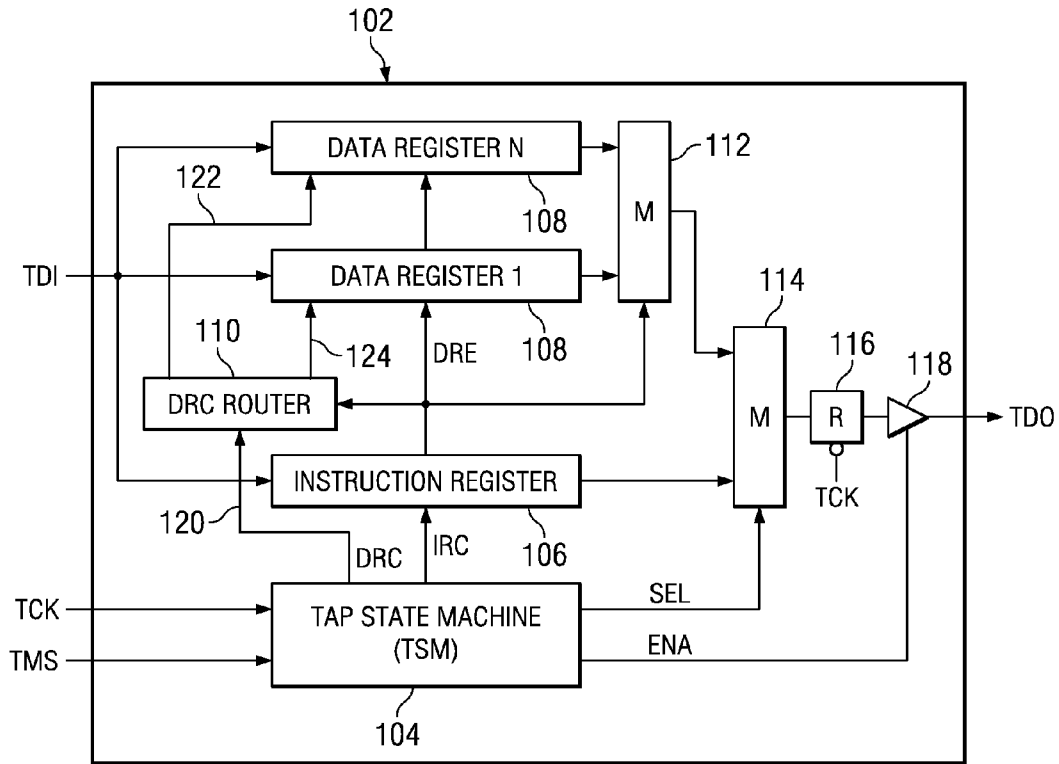 102
DATA REGISTER N
M
112
122
108
TDI
DATA REGISTER 1
114
110
124
DRE
108
116
118
DRC ROUTER
M
R
TDO
INSTRUCTION REGISTER
TCK
120
DRC
IRC
106
TCK
TAP STATE MACHINE
(TSM)
SEL
TMS
ENA
104